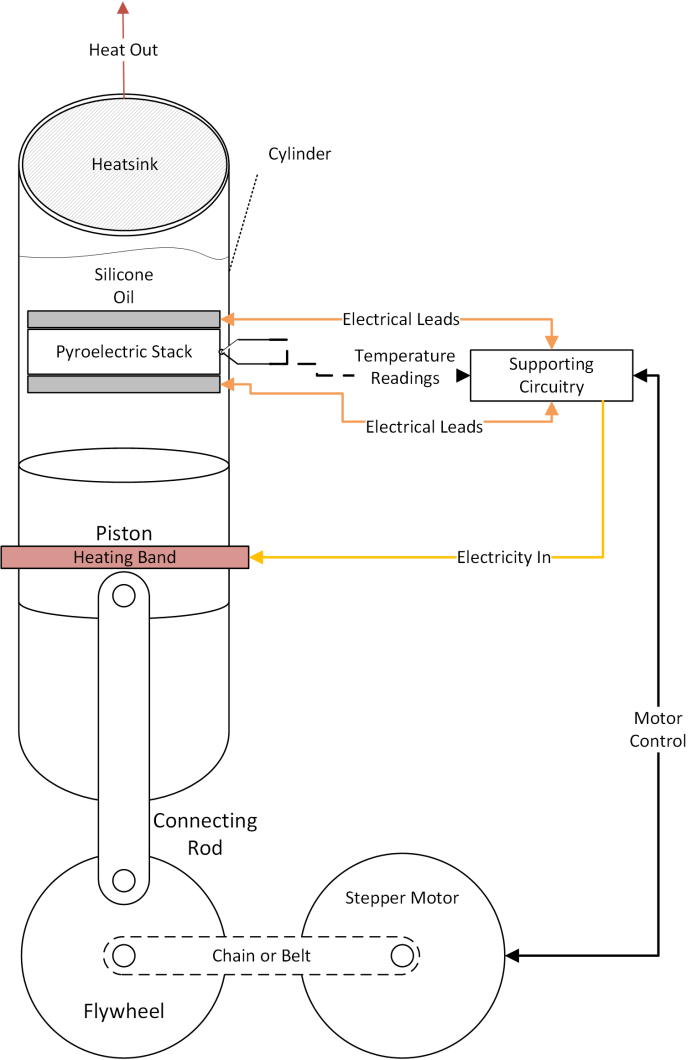 Heat Out
Heatsink
Cylinder
Silicone
Oil
Electrical Leads
Pyroelectric Stack
Temperature
Readings
Supporting
Circuitry
Electrical Leads
Piston
Heating Band
Electricity In
Motor
Control
Connecting
Rod
Stepper Motor
Chain or Belt
Flywheel